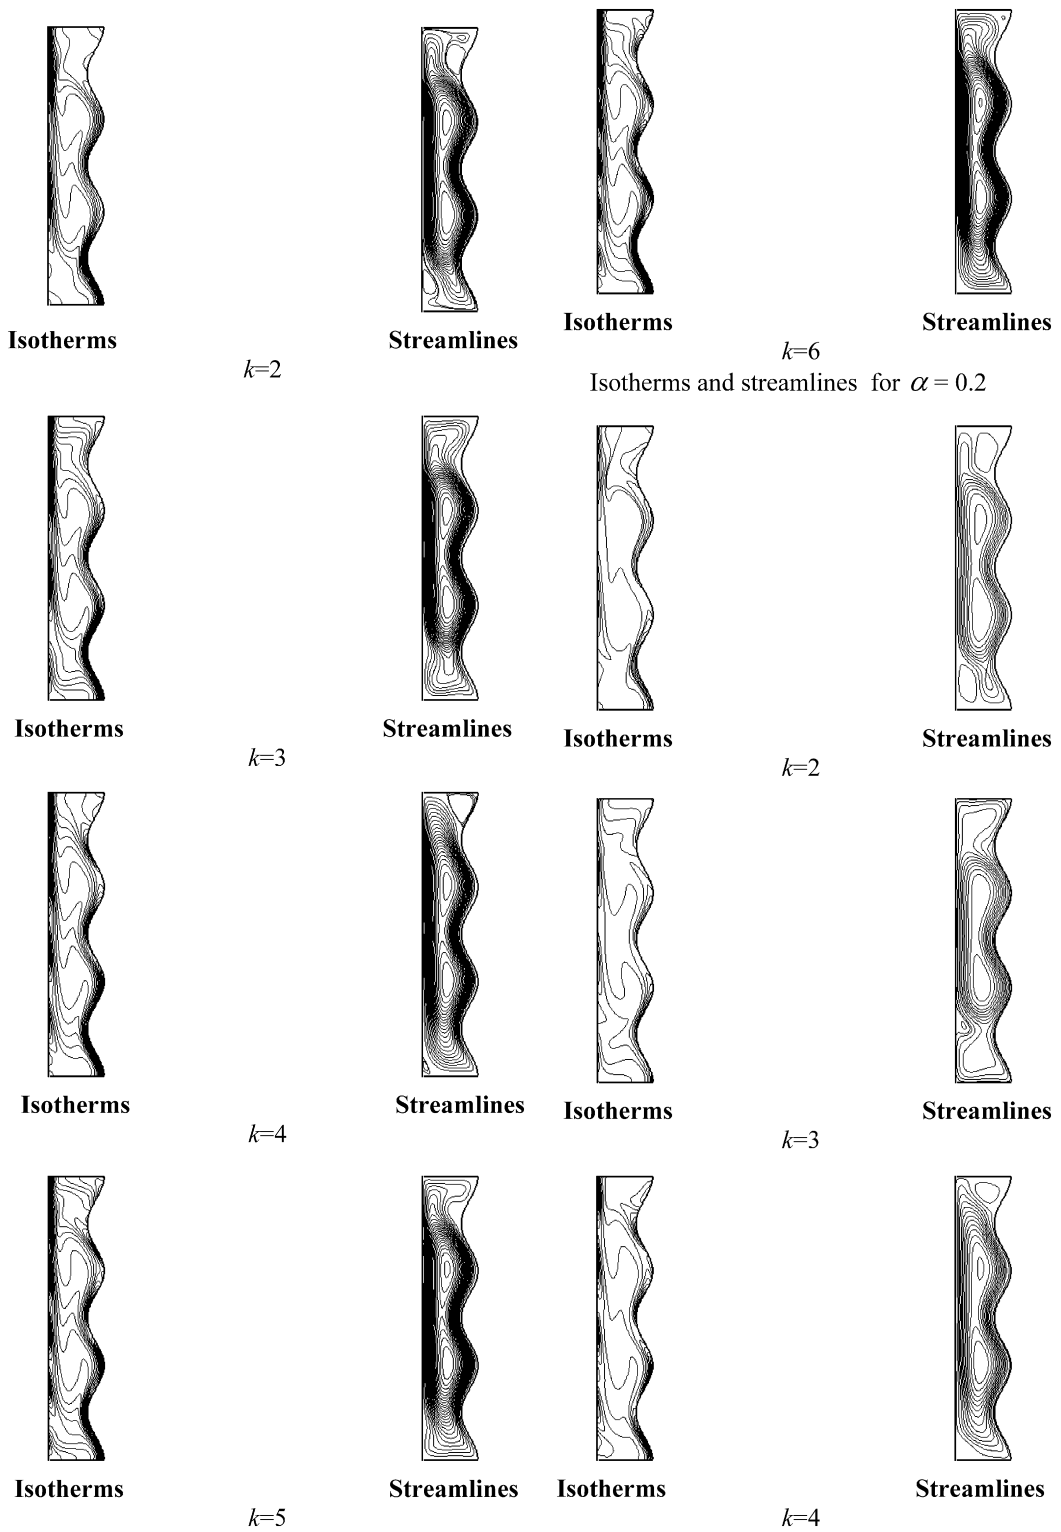 Isotherms
Streamlines
k=2
Isotherms
Streamlines
k=3
Isotherms
Streamlines
k=4
Isotherms
Streamlines
k=5
Isotherms
Streamlines
k=6
Isotherms and streamlines for α = 0.2
Isotherms
Streamlines
k=2
Isotherms
Streamlines
k=3
Isotherms
Streamlines
k=4